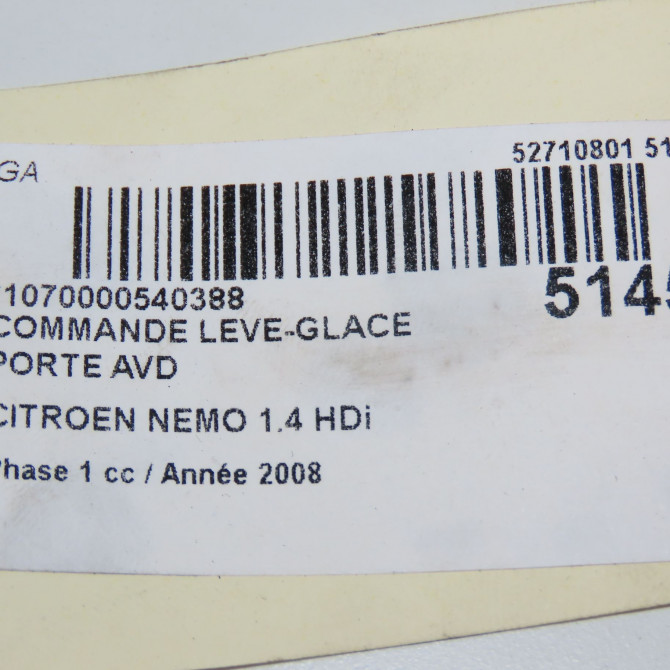 GA
52710801 51
1070000540388
514
COMMANDE LEVE-GLACE
PORTE AVD
CITROEN NEMO 1.4 HDi
Phase 1 cc / Année 2008